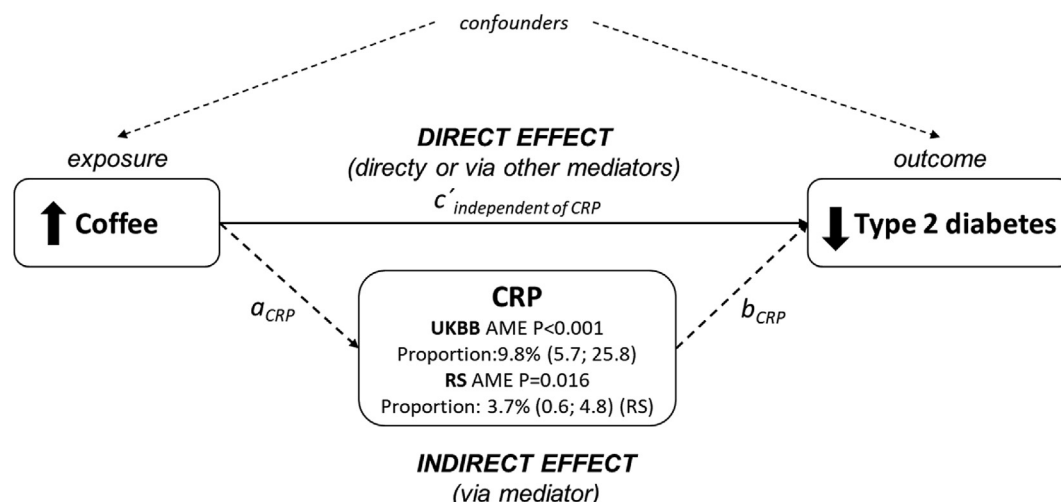 confounders
DIRECT EFFECT
(directy or via other mediators)
exposure
outcome
c´independent of CRP
Coffee
Type 2 diabetes
aCRP
bCRP
CRP
UKBB AME P<0.001
Proportion:9.8% (5.7; 25.8)
RS AME P=0.016
Proportion: 3.7% (0.6; 4.8) (RS)
INDIRECT EFFECT
(via mediator)